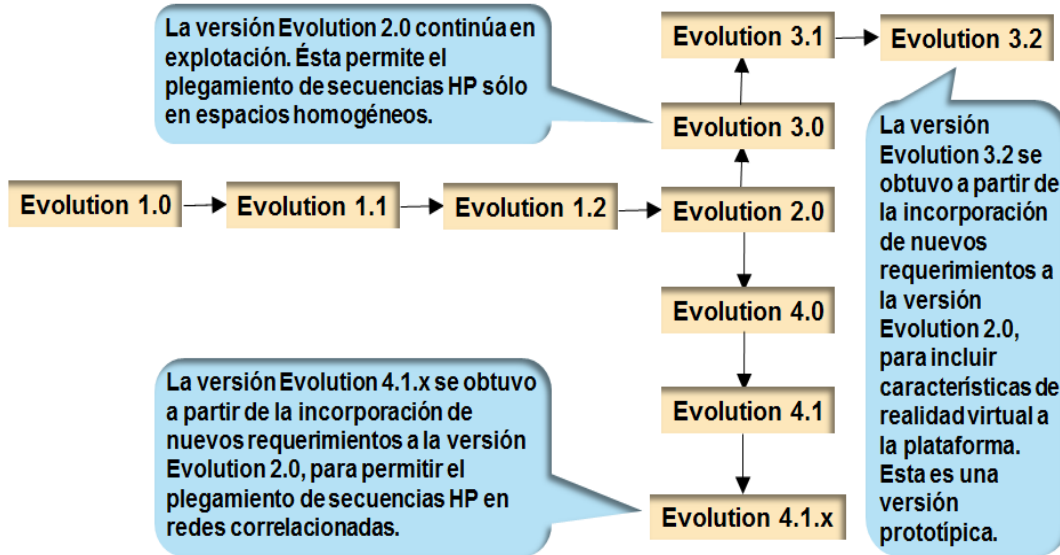 La versión Evolution 2.0 continúa en
explotación. Ésta permite el
plegamiento de secuencias HP sólo
en espacios homogéneos.
Evolution 3.1
Evolution 3.2
Evolution 3.0
La versión
Evolution 3.2 se
obtuvo a partir de
la incorporación
de nuevos
requerimientos a
la versión
Evolution 2.0,
para incluir
características de
realidad virtual a
la plataforma.
Esta es una
versión
prototípica.
Evolution 1.0
Evolution 1.1
Evolution 1.2
Evolution 2.0
Evolution 4.0
La versión Evolution 4.1.x se obtuvo
a partir de la incorporación de
nuevos requerimientos a la versión
Evolution 2.0, para permitir el
plegamiento de secuencias HP en
redes correlacionadas.
Evolution 4.1
Evolution 4.1.x